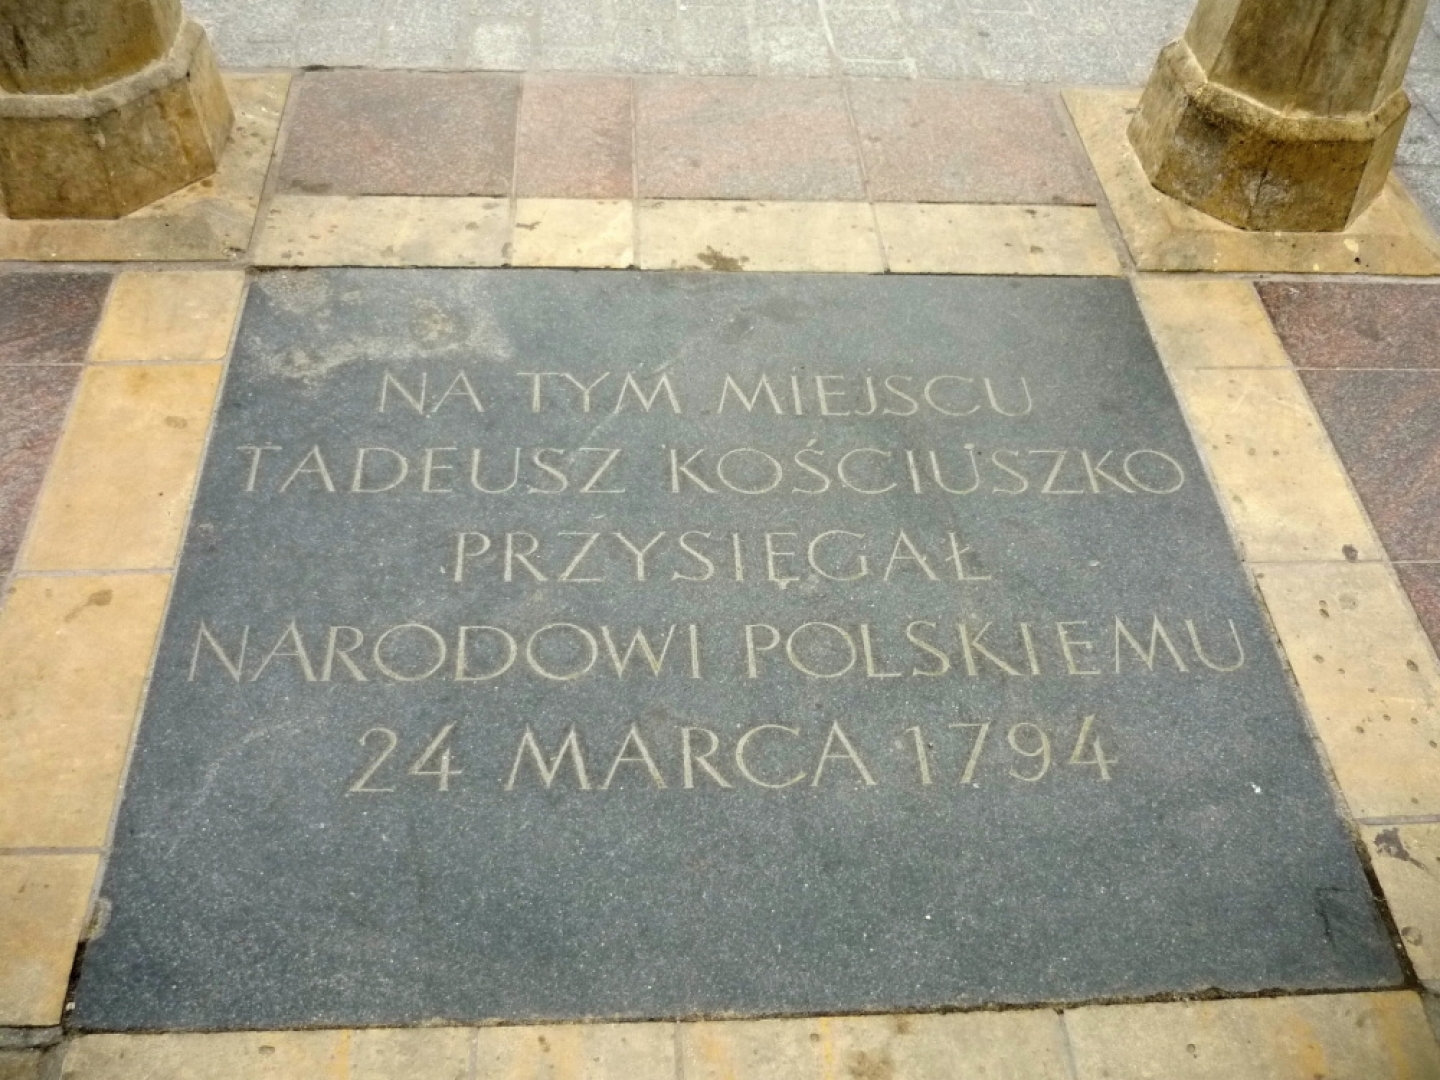 NA TYM MIEJSCU
TADEUSZ KOŚCIUSZKO
PRZYSIĘGAŁ
NARODOWI POLSKIEMU
24 MARCA 1794